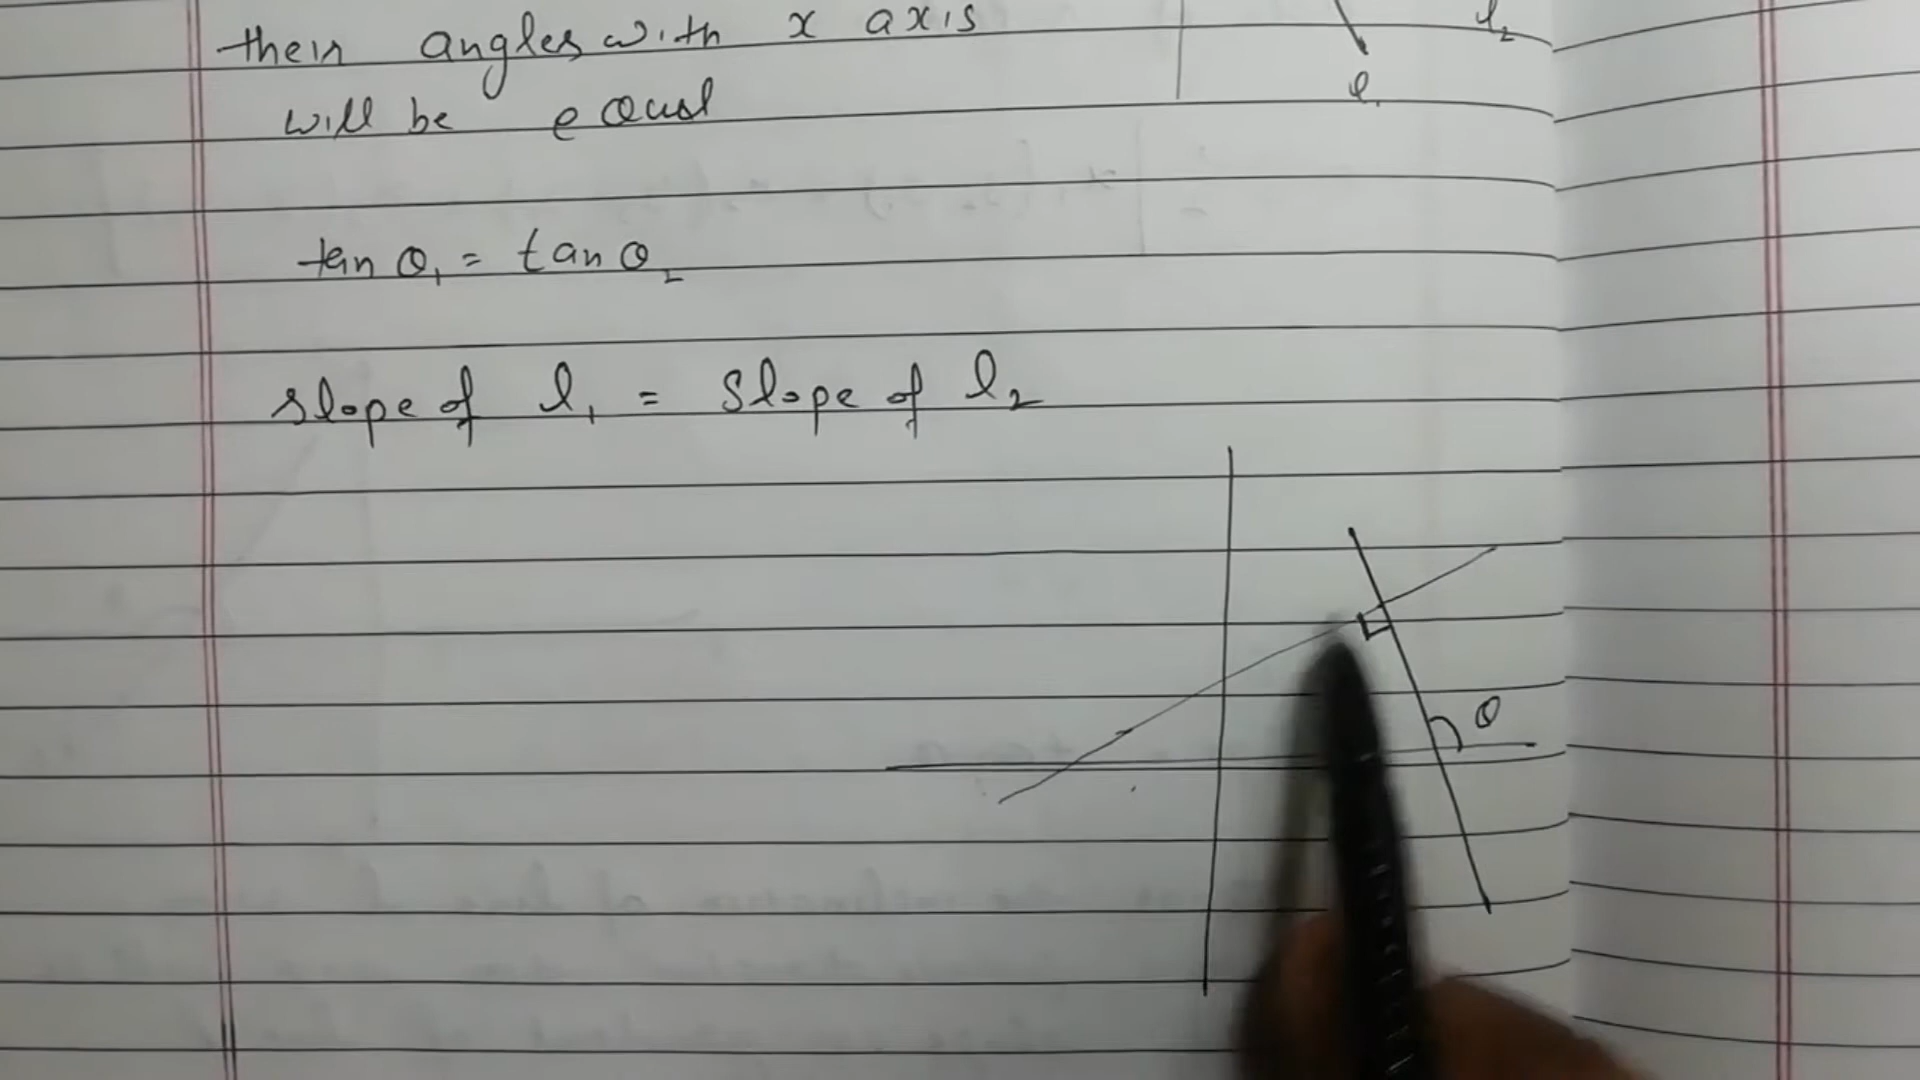 their angles with x axis
l₂
l₁
will be equal
tan θ₁ = tan θ₂
slope of l₁ = slope of l₂
θ